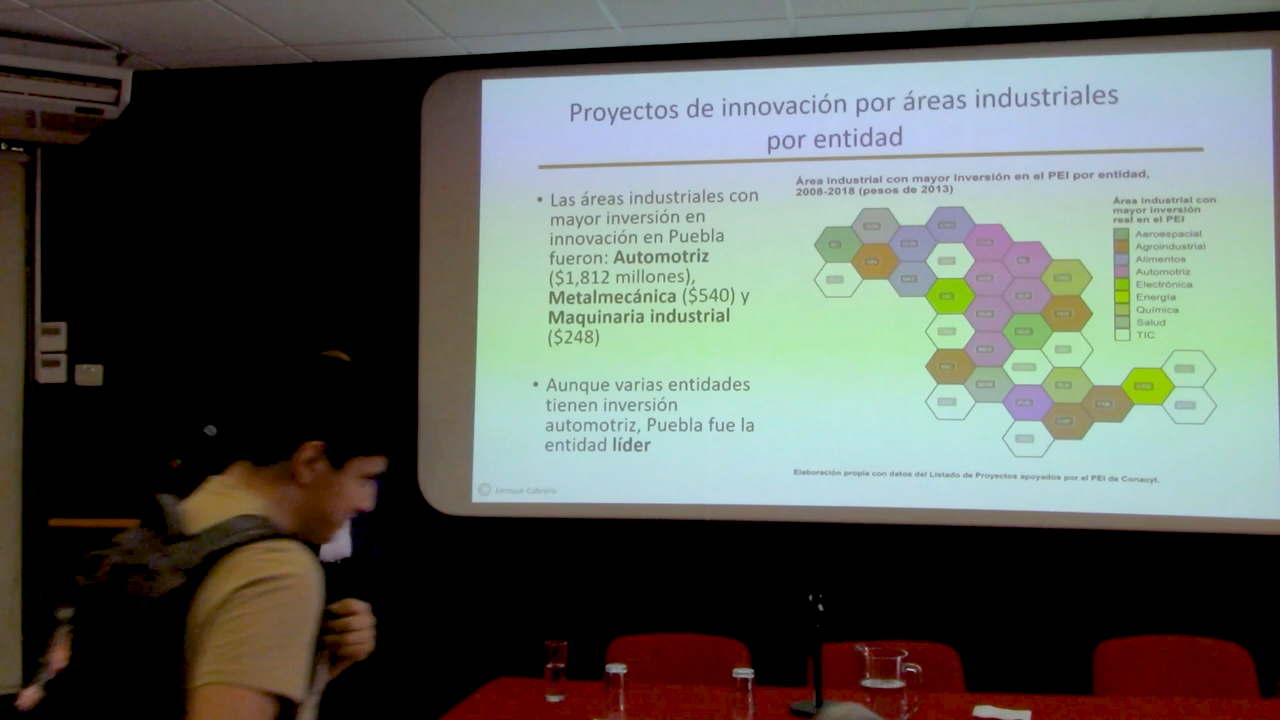 Proyectos de innovación por áreas industriales
por entidad
• Las áreas industriales con
mayor inversión en
innovación en Puebla
fueron: Automotriz
($1,812 millones),
Metalmecánica ($540) y
Maquinaria industrial
($248)
• Aunque varias entidades
tienen inversión
automotriz, Puebla fue la
entidad líder
Área industrial con mayor inversión en el PEI por entidad,
2008-2018 (pesos de 2013)
Área industrial con
mayor inversión
real en el PEI
Aeroespacial
Agroindustrial
Alimentos
Automotriz
Electrónica
Energía
Química
Salud
TIC
Elaboración propia con datos del Listado de Proyectos apoyados por el PEI de Conacyt.
Enrique Cabrero